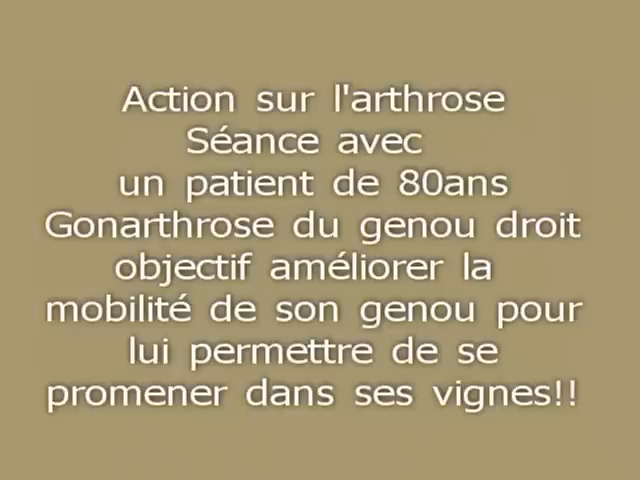 Action sur l'arthrose
Séance avec
un patient de 80ans
Gonarthrose du genou droit
objectif améliorer la
mobilité de son genou pour
lui permettre de se
promener dans ses vignes!!